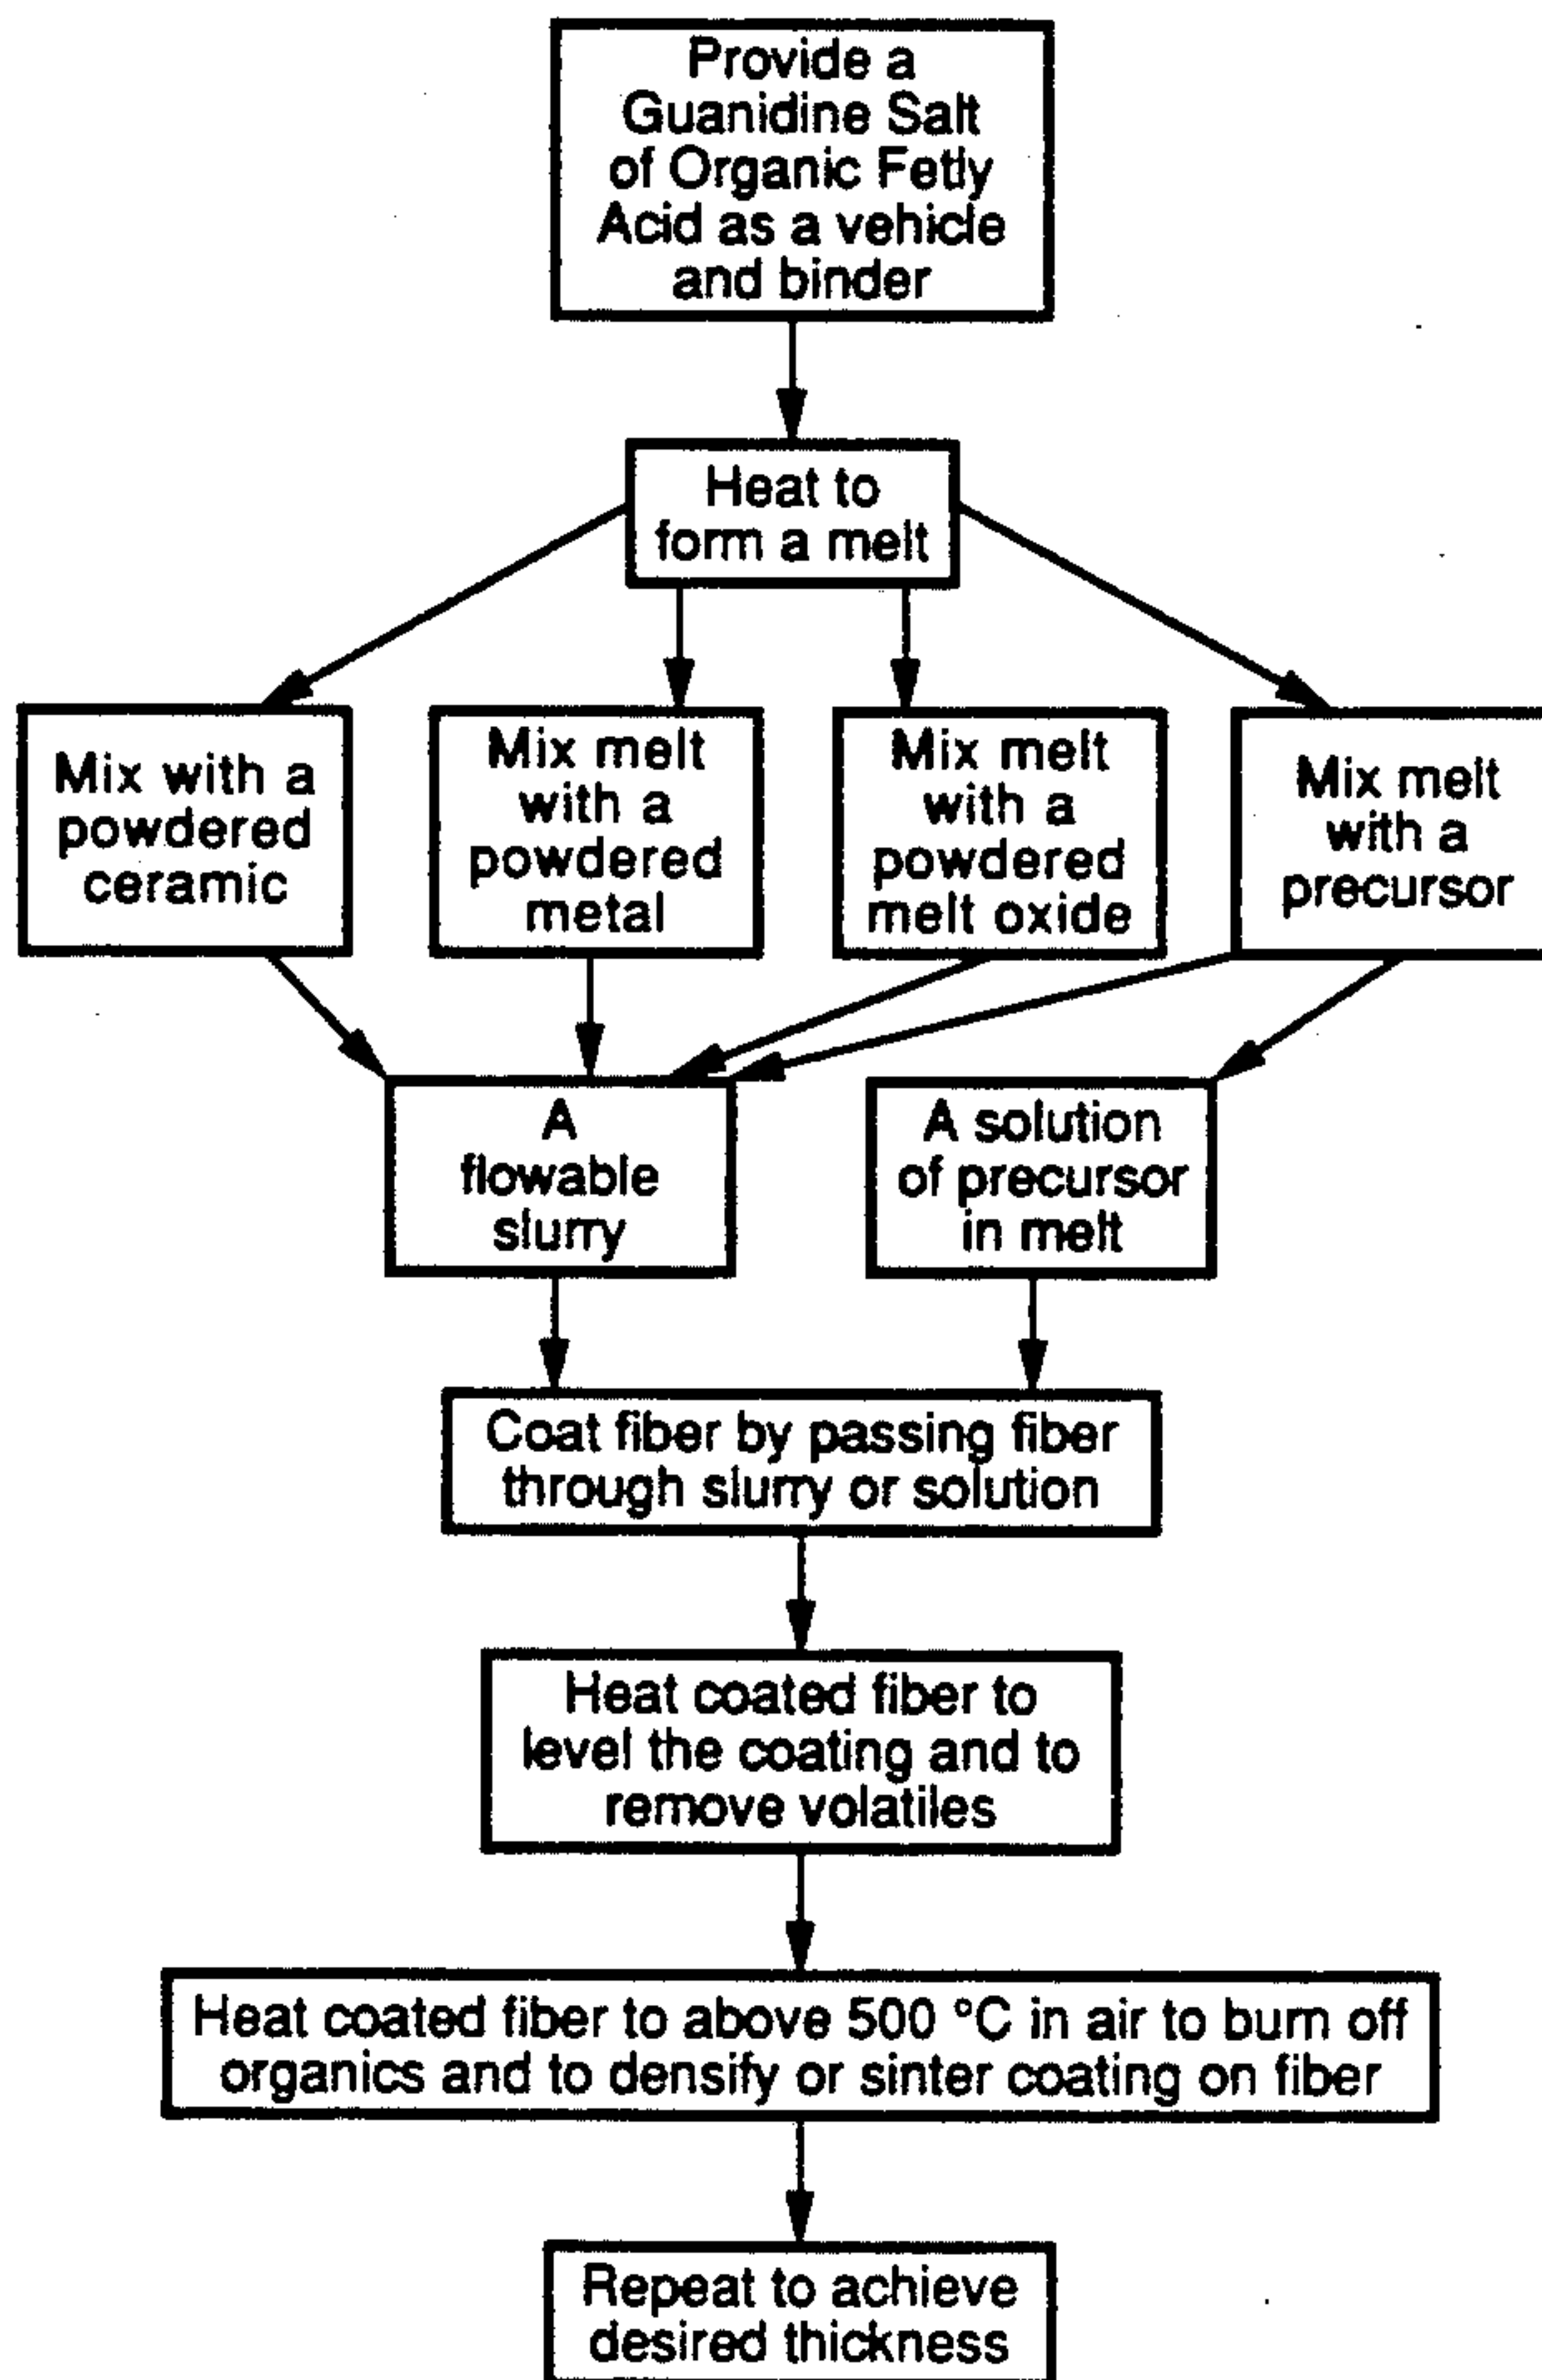 Provide a
Guanidine Salt
of Organic Fetly
Acid as a vehicle
and binder
Heat to
form a melt
Mix with a
powdered
ceramic
Mix melt
with a
powdered
metal
Mix melt
with a
powdered
melt oxide
Mix melt
with a
precursor
A
flowable
slurry
A solution
of precursor
in melt
Coat fiber by passing fiber
through slurry or solution
Heat coated fiber to
level the coating and to
remove volatiles
Heat coated fiber to above 500 °C in air to burn off
organics and to densify or sinter coating on fiber
Repeat to achieve
desired thickness